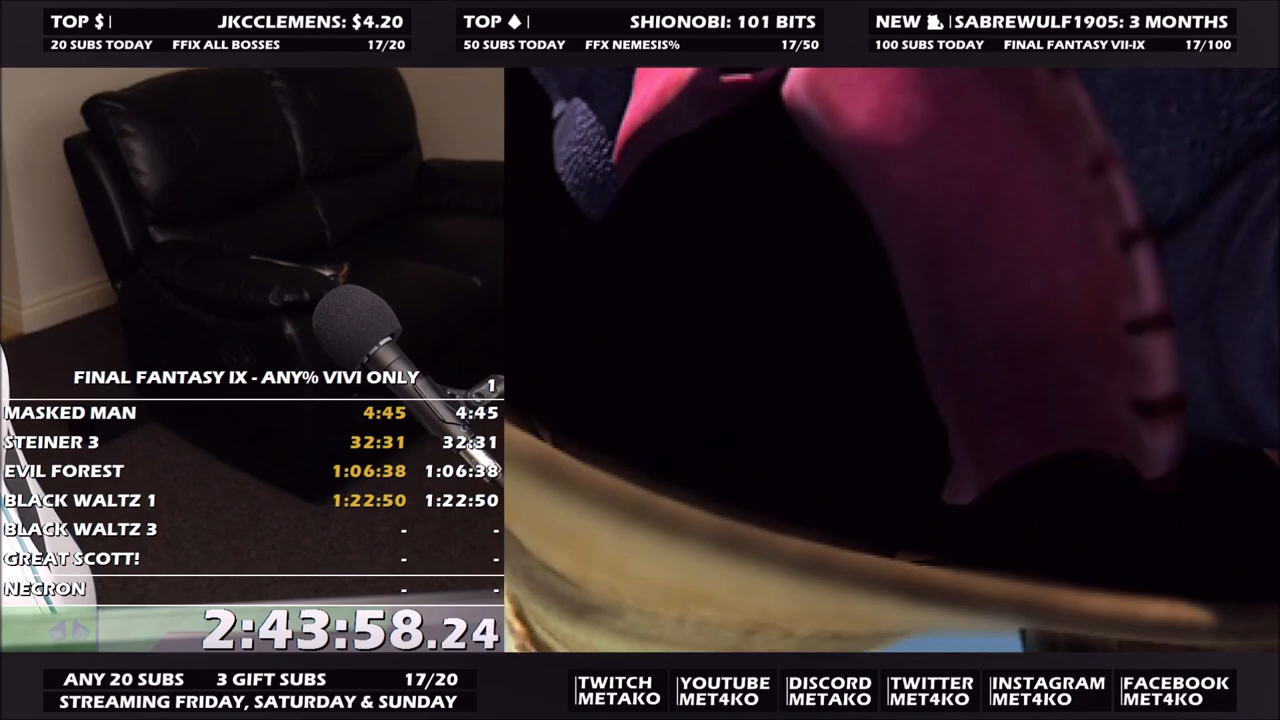 TOP $ | JKCCLEMENS: $4.20
20 SUBS TODAY FFIX ALL BOSSES 17/20
TOP | SHIONOBI: 101 BITS
50 SUBS TODAY FFX NEMESIS% 17/50
NEW | SABREWULF1905: 3 MONTHS
100 SUBS TODAY FINAL FANTASY VII-IX 17/100
FINAL FANTASY IX - ANY% VIVI ONLY 1
MASKED MAN 4:45 4:45
STEINER 3 32:31 32:31
EVIL FOREST 1:06:38 1:06:38
BLACK WALTZ 1 1:22:50 1:22:50
BLACK WALTZ 3 - -
GREAT SCOTT! - -
NECRON - -
2:43:58.24
ANY 20 SUBS 3 GIFT SUBS 17/20
STREAMING FRIDAY, SATURDAY & SUNDAY
TWITCH
METAKO
YOUTUBE
MET4KO
DISCORD
METAKO
TWITTER
MET4KO
INSTAGRAM
MET4KO
FACEBOOK
MET4KO